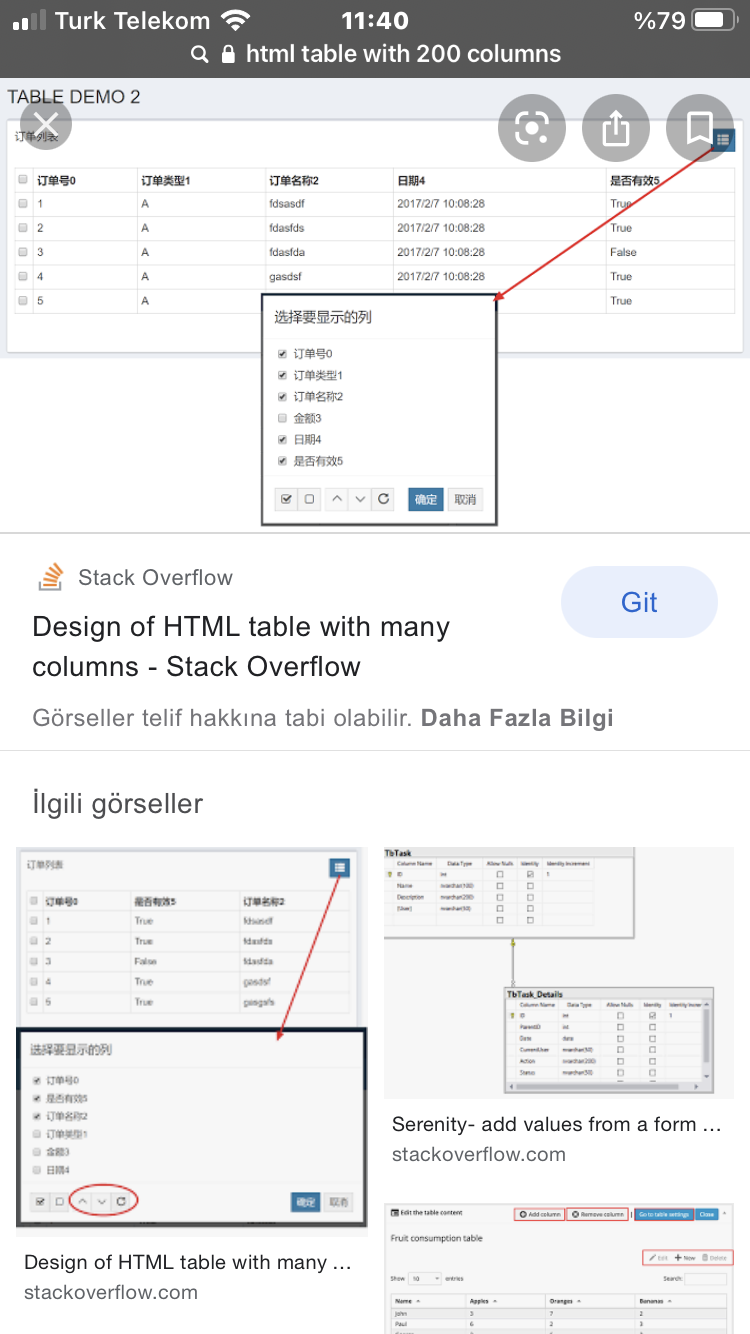 Turk Telekom 11:40 %79
html table with 200 columns
TABLE DEMO 2
订单列表
订单号0 订单类型1 订单名称2 日期4 是否有效5
1 A fdsasdf 2017/2/7 10:08:28 True
2 A fdasfds 2017/2/7 10:08:28 True
3 A fdasfda 2017/2/7 10:08:28 False
4 A gasdsf 2017/2/7 10:08:28 True
5 A True
选择要显示的列
订单号0
订单类型1
订单名称2
金额3
日期4
是否有效5
确定 取消
Stack Overflow
Git
Design of HTML table with many
columns - Stack Overflow
Görseller telif hakkına tabi olabilir. Daha Fazla Bilgi
İlgili görseller
订单列表
订单号0 是否有效5 订单名称2
1 True fdsasdf
2 True fdasfds
3 False fdasfda
4 True gasdsf
5 True gasgsfs
选择要显示的列
订单号0
是否有效5
订单名称2
订单类型1
金额3
日期4
确定 取消
Design of HTML table with many ...
stackoverflow.com
TbTask
Column Name Data Type Allow Nulls Identity Identity Increment
ID int 1
Name nvarchar(100)
Description nvarchar(200)
[User] nvarchar(50)
TbTask_Details
Column Name Data Type Allow Nulls Identity Identity Incre
ID int 1
ParentID int
Date date
CurrentUser nvarchar(50)
Action nvarchar(200)
Status nvarchar(50)
Serenity- add values from a form ...
stackoverflow.com
Edit the table content Add column Remove column Go to table settings Close
Fruit consumption table
Edit New Delete
Show 10 entries Search:
Name Apples Oranges Bananas
John 3 7 2
Paul 6 2 3